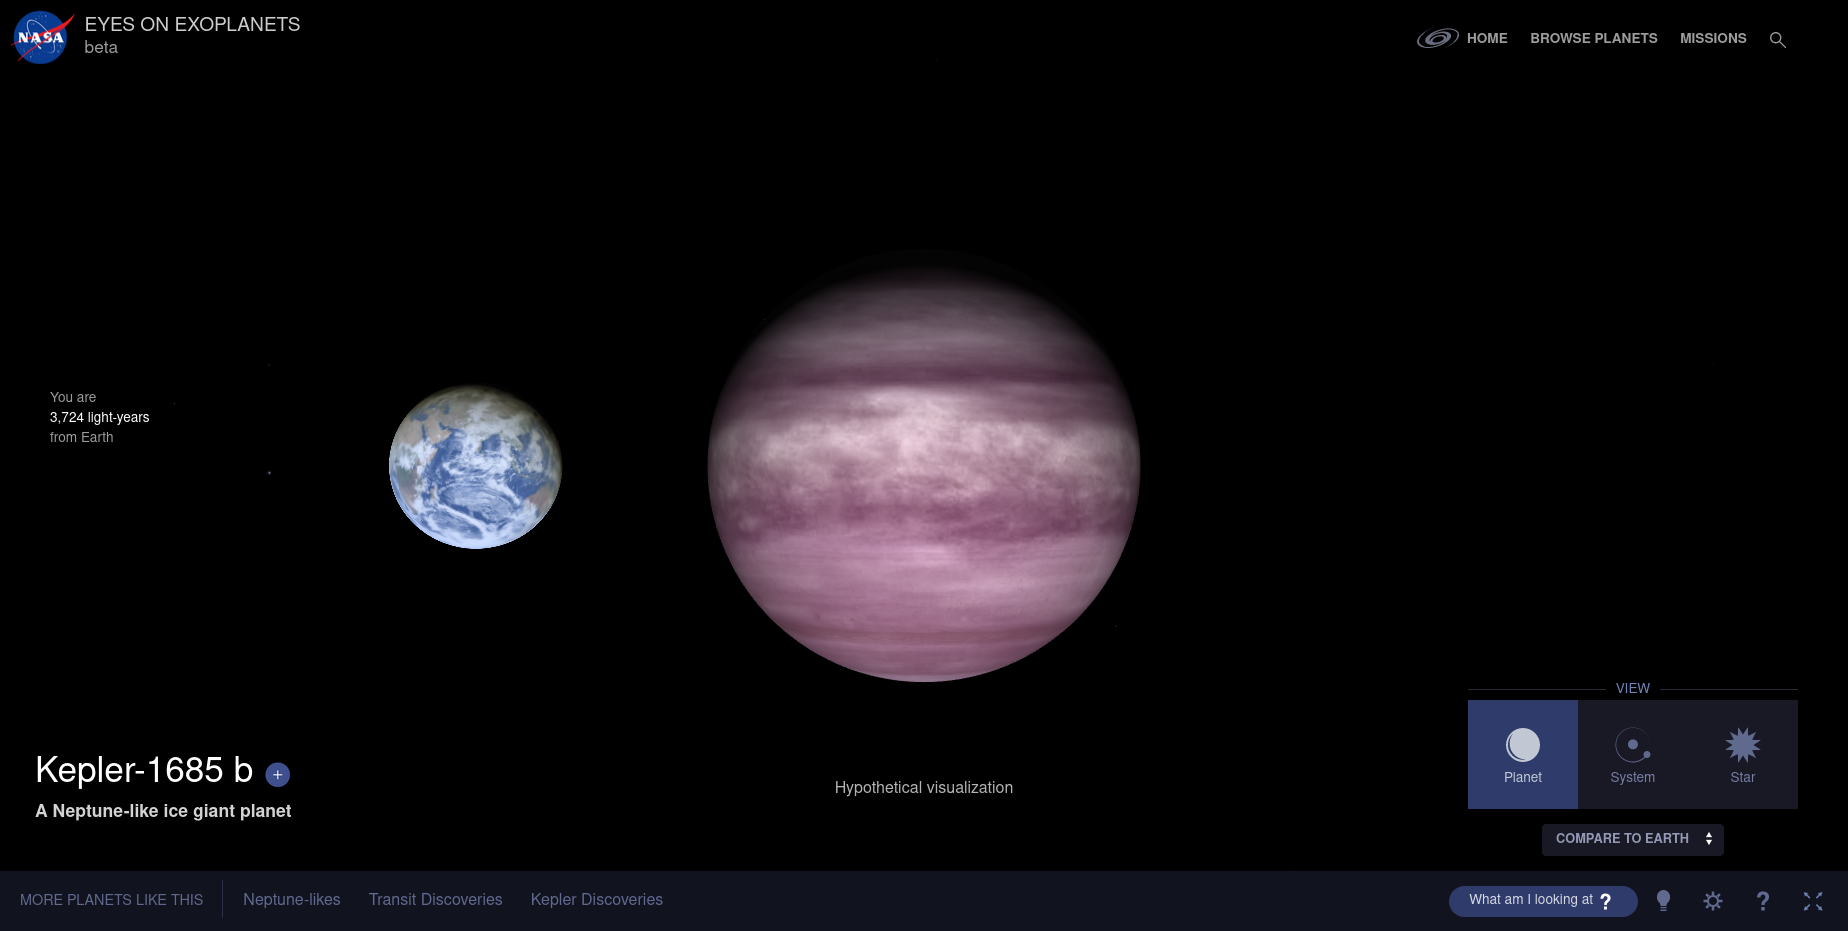 NASA
EYES ON EXOPLANETS
beta
HOME
BROWSE PLANETS
MISSIONS
You are
3,724 light-years
from Earth
Kepler-1685 b +
A Neptune-like ice giant planet
Hypothetical visualization
VIEW
Planet
System
Star
COMPARE TO EARTH
MORE PLANETS LIKE THIS
Neptune-likes
Transit Discoveries
Kepler Discoveries
What am I looking at ?
?